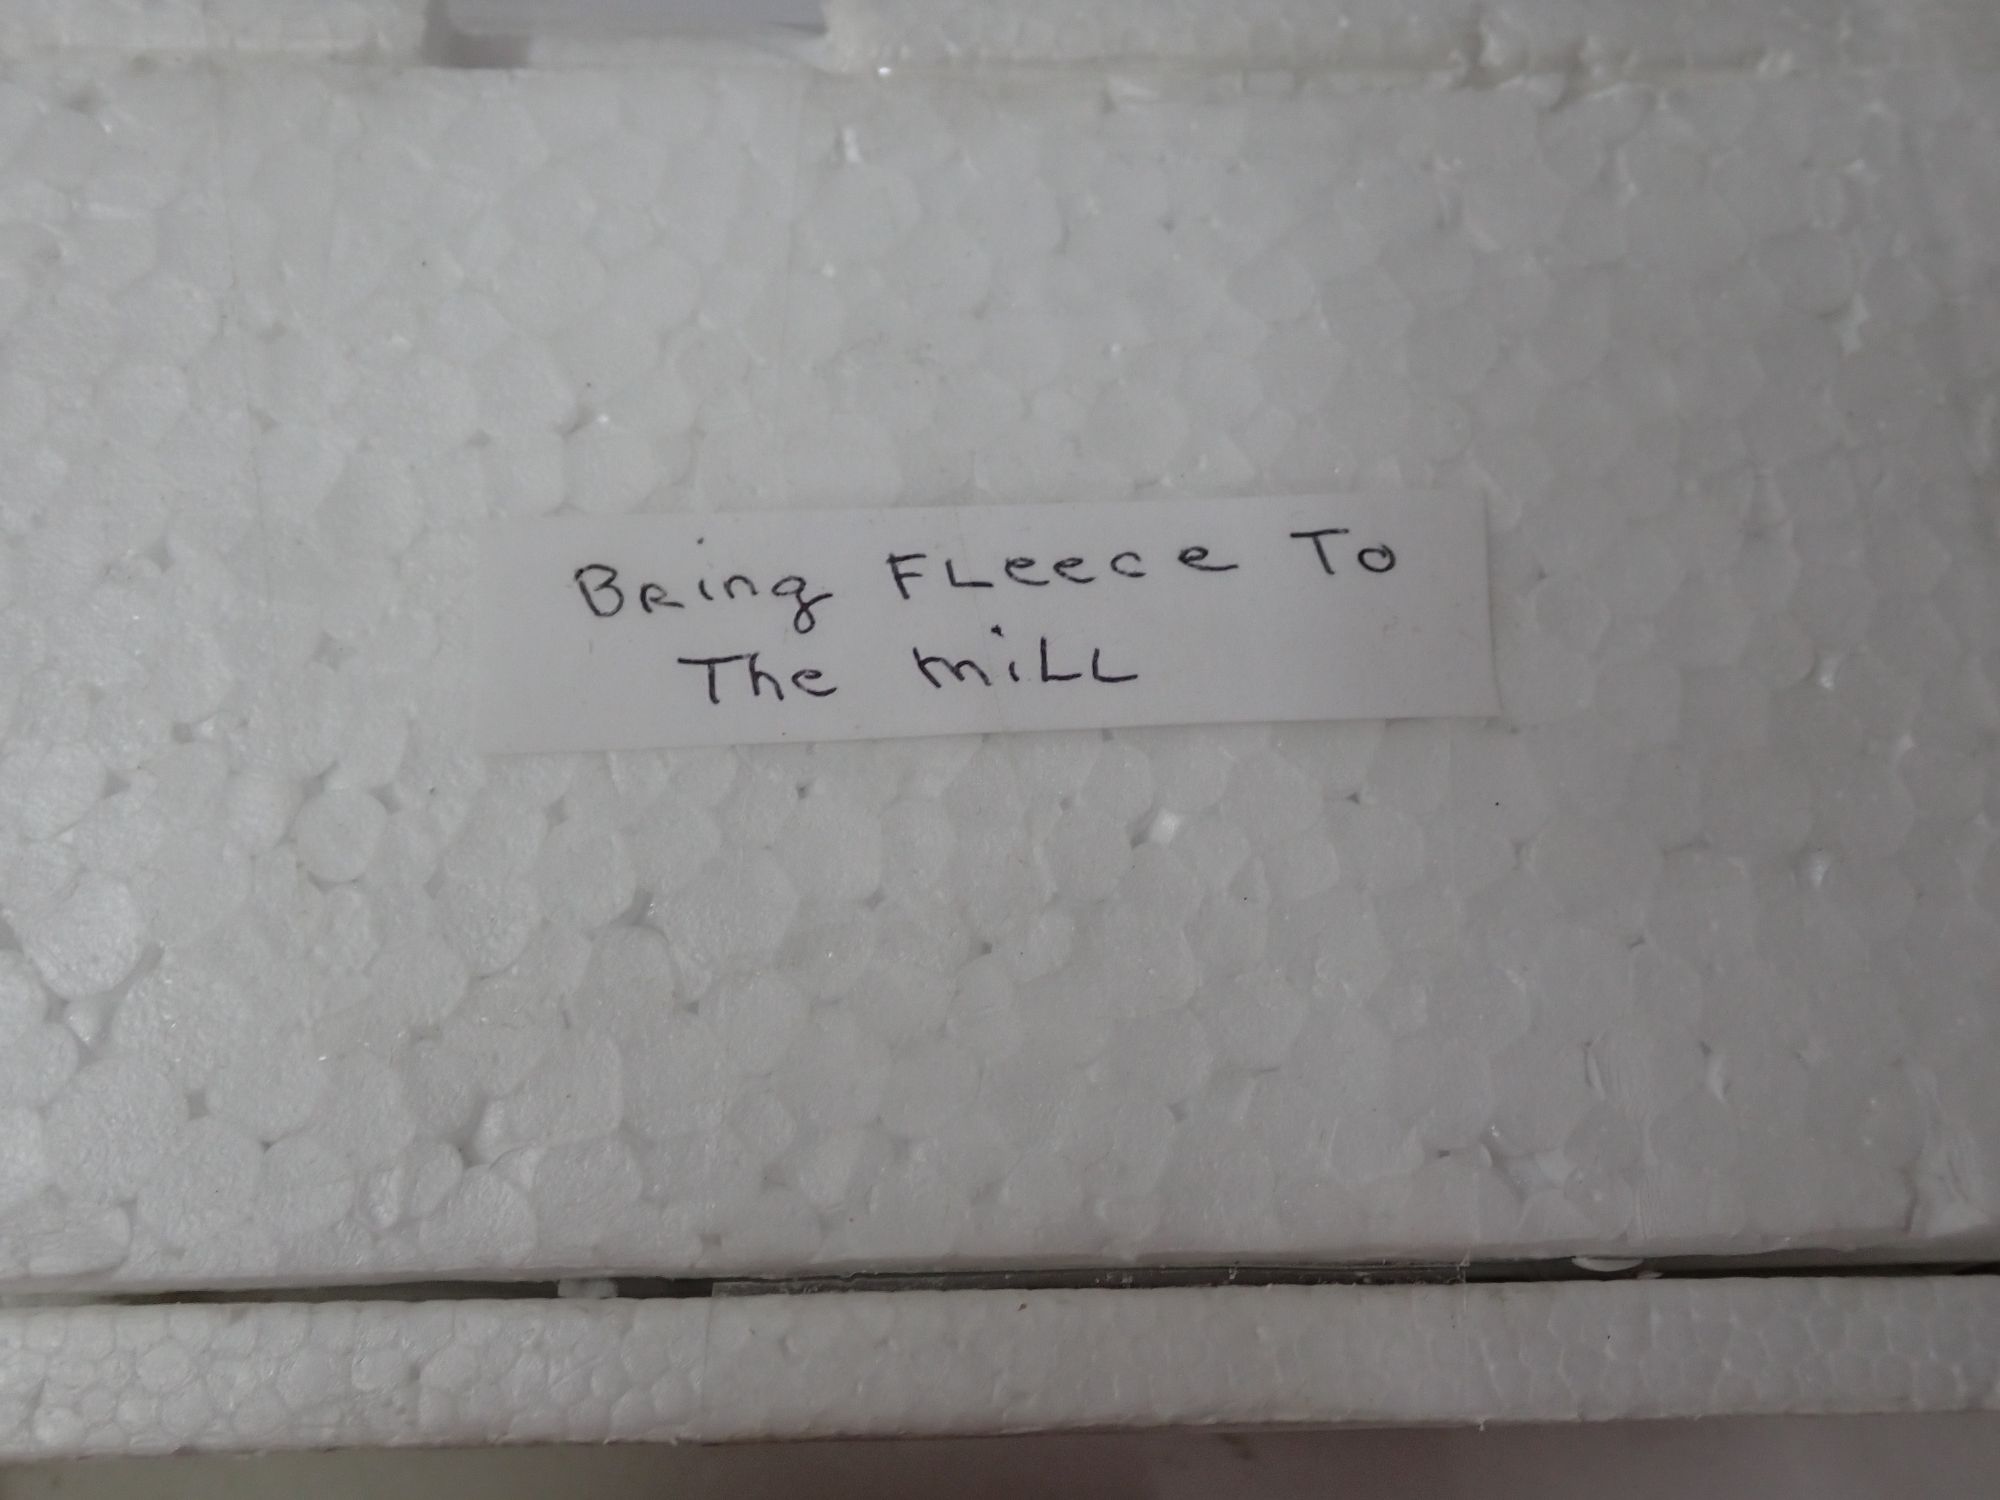 Bring FLeece To
The miLL